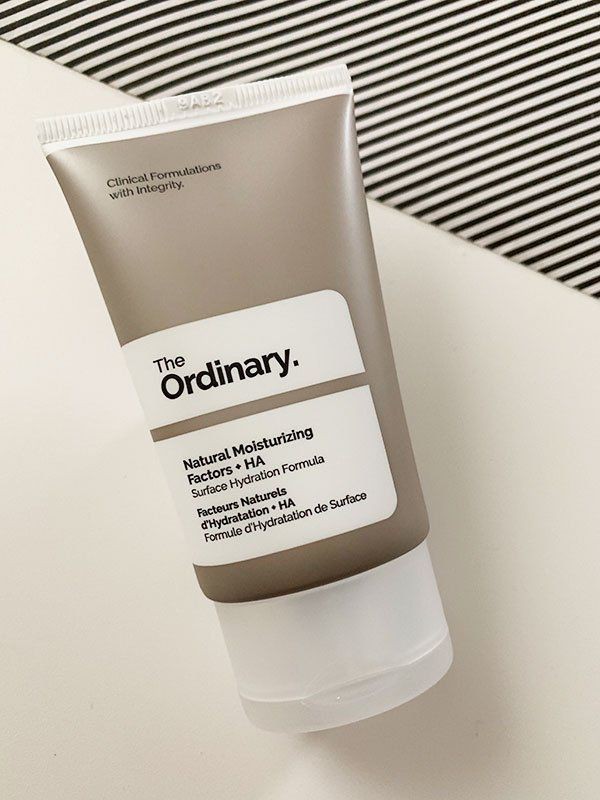 9AB2
Clinical Formulations
with Integrity.
The
Ordinary.
Natural Moisturizing
Factors + HA
Surface Hydration Formula
Facteurs Naturels
d'Hydratation + HA
Formule d'Hydratation de Surface